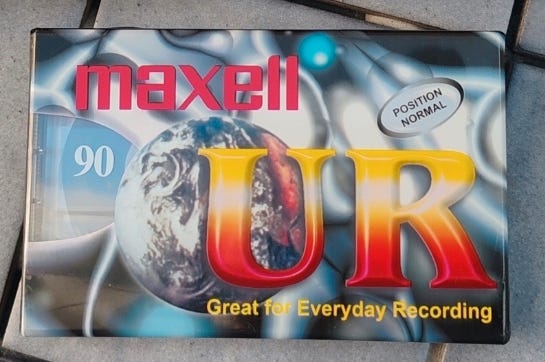 maxell
POSITION
NORMAL
90
UR
Great for Everyday Recording